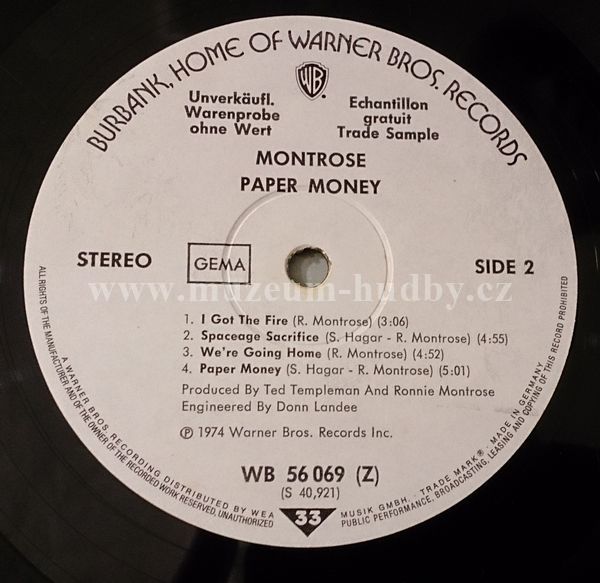 BURBANK, HOME OF WARNER BROS. RECORDS
WB
Unverkäufl.
Warenprobe
ohne Wert
Echantillon
gratuit
Trade Sample
MONTROSE
PAPER MONEY
STEREO
GEMA
SIDE 2
www.muzeum-hudby.cz
1. I Got The Fire (R. Montrose) (3:06)
2. Spaceage Sacrifice (S. Hagar - R. Montrose) (4:55)
3. We're Going Home (R. Montrose) (4:52)
4. Paper Money (S. Hagar - R. Montrose) (5:01)
Produced By Ted Templeman And Ronnie Montrose
Engineered By Donn Landee
℗ 1974 Warner Bros. Records Inc.
WB 56 069 (Z)
(S 40,921)
33
A WARNER BROS. RECORDING DISTRIBUTED BY WEA MUSIK GMBH. · TRADE MARK® · MADE IN GERMANY
ALL RIGHTS OF THE MANUFACTURER AND OF THE OWNER OF THE RECORDED WORK RESERVED, UNAUTHORIZED PUBLIC PERFORMANCE, BROADCASTING, LEASING AND COPYING OF THIS RECORD PROHIBITED